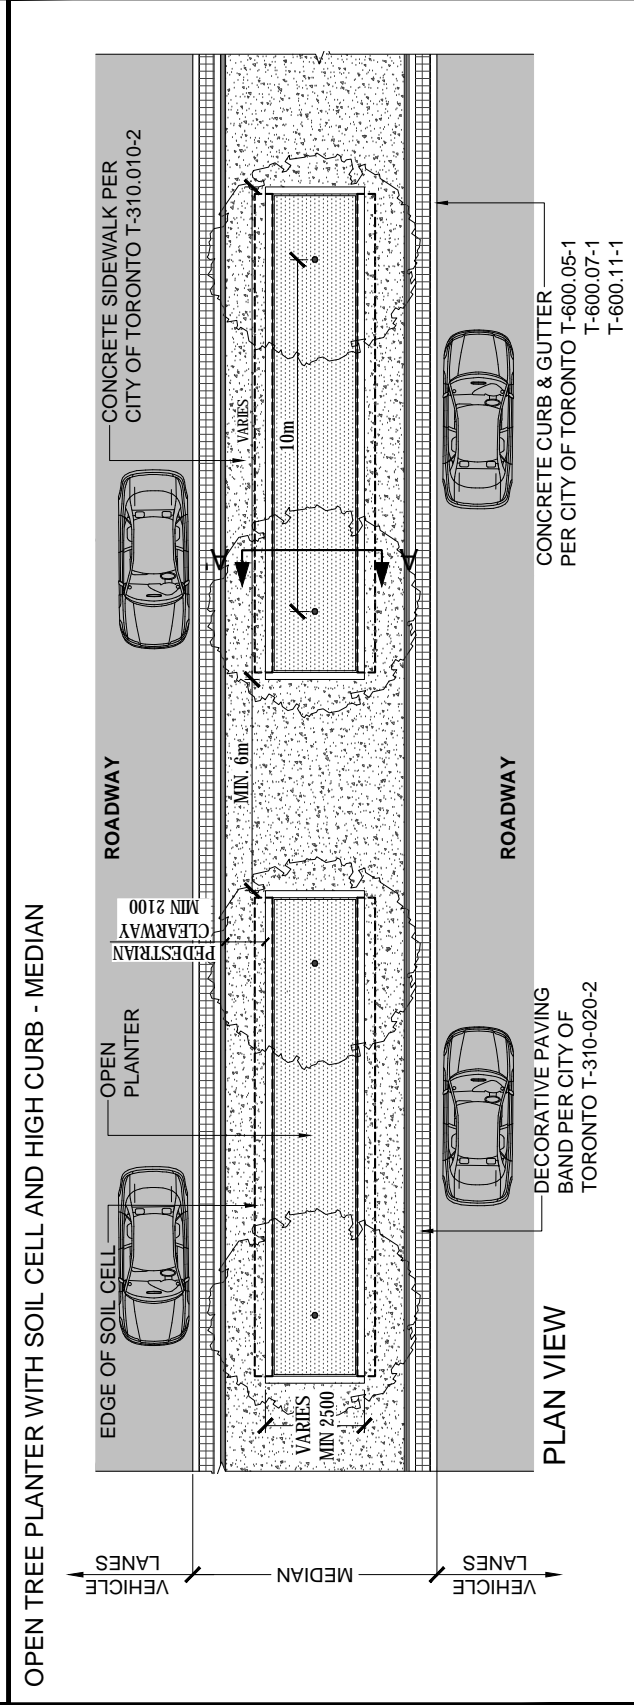 OPEN TREE PLANTER WITH SOIL CELL AND HIGH CURB - MEDIAN
EDGE OF SOIL CELL
OPEN
PLANTER
ROADWAY
CONCRETE SIDEWALK PER
CITY OF TORONTO T-310.010-2
PEDESTRIAN
CLEARWAY
MIN 2100
MIN. 6m
VARIES
10m
A
A
VARIES
MIN 2500
VEHICLE
LANES
MEDIAN
VEHICLE
LANES
ROADWAY
DECORATIVE PAVING
BAND PER CITY OF
TORONTO T-310-020-2
CONCRETE CURB & GUTTER
PER CITY OF TORONTO T-600.05-1
T-600.07-1
T-600.11-1
PLAN VIEW